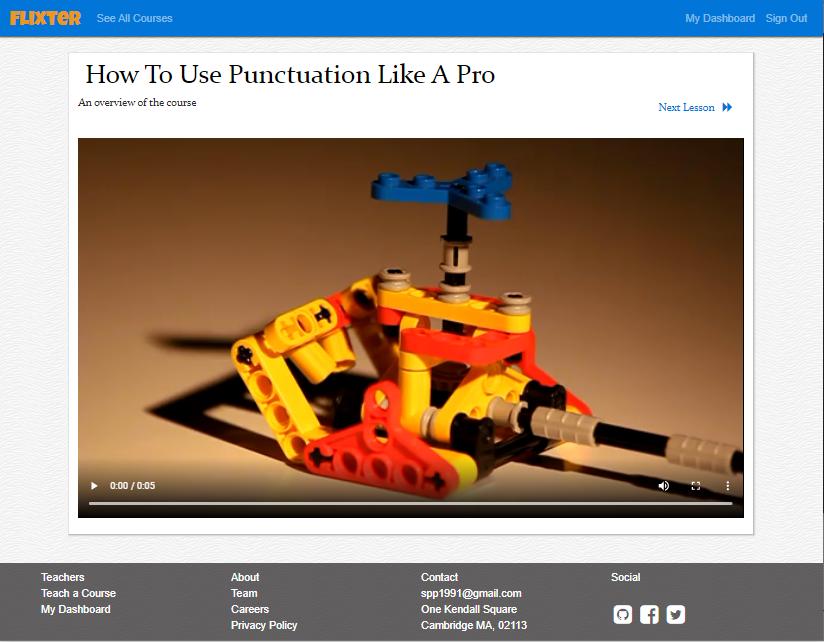 FLIXTER
See All Courses
My Dashboard
Sign Out
How To Use Punctuation Like A Pro
An overview of the course
Next Lesson
0:00 / 0:05
Teachers
Teach a Course
My Dashboard
About
Team
Careers
Privacy Policy
Contact
spp1991@gmail.com
One Kendall Square
Cambridge MA, 02113
Social